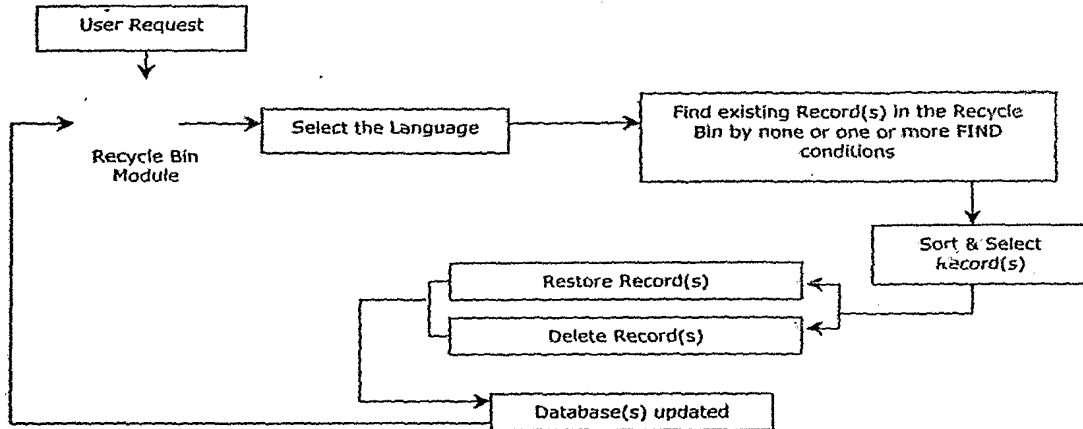 User Request
Recycle Bin
Module
Select the Language
Find existing Record(s) in the Recycle
Bin by none or one or more FIND
conditions
Sort & Select
Record(s)
Restore Record(s)
Delete Record(s)
Database(s) updated